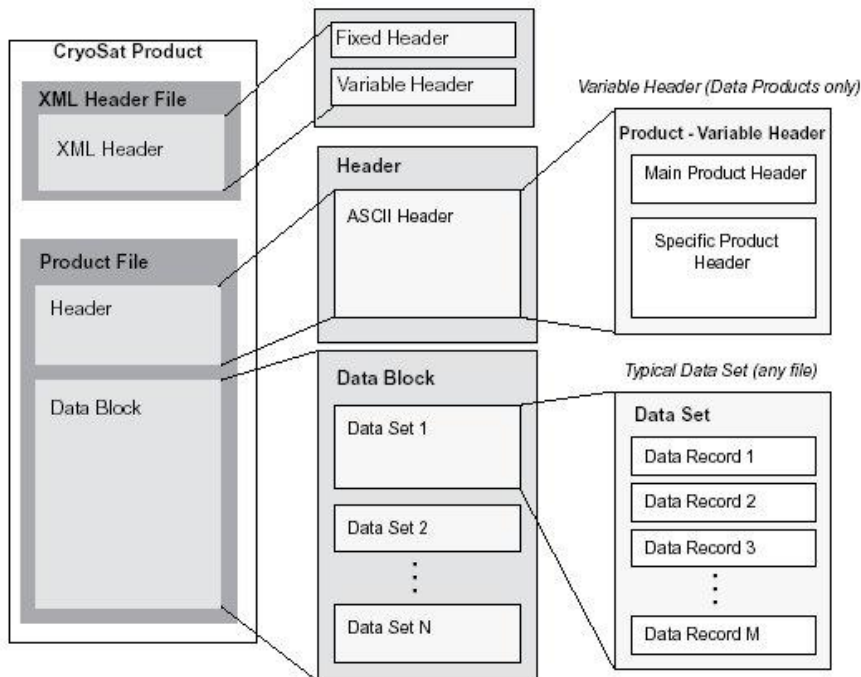 CryoSat Product
XML Header File
XML Header
Product File
Header
Data Block
Fixed Header
Variable Header
Header
ASCII Header
Data Block
Data Set 1
Data Set 2
Data Set N
Variable Header (Data Products only)
Product - Variable Header
Main Product Header
Specific Product
Header
Typical Data Set (any file)
Data Set
Data Record 1
Data Record 2
Data Record 3
Data Record M